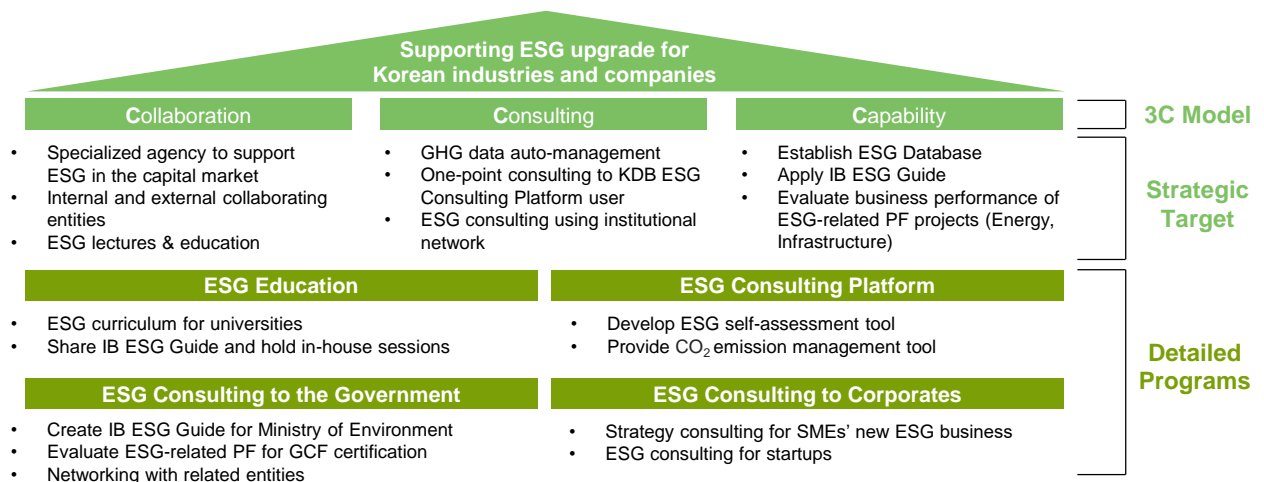 Supporting ESG upgrade for
Korean industries and companies
Collaboration
Consulting
Capability
3C Model
• Specialized agency to support
ESG in the capital market
• Internal and external collaborating
entities
• ESG lectures & education
• GHG data auto-management
• One-point consulting to KDB ESG
Consulting Platform user
• ESG consulting using institutional
network
• Establish ESG Database
• Apply IB ESG Guide
• Evaluate business performance of
ESG-related PF projects (Energy,
Infrastructure)
Strategic
Target
ESG Education
• ESG curriculum for universities
• Share IB ESG Guide and hold in-house sessions
ESG Consulting Platform
• Develop ESG self-assessment tool
• Provide CO₂ emission management tool
Detailed
Programs
ESG Consulting to the Government
• Create IB ESG Guide for Ministry of Environment
• Evaluate ESG-related PF for GCF certification
• Networking with related entities
ESG Consulting to Corporates
• Strategy consulting for SMEs' new ESG business
• ESG consulting for startups